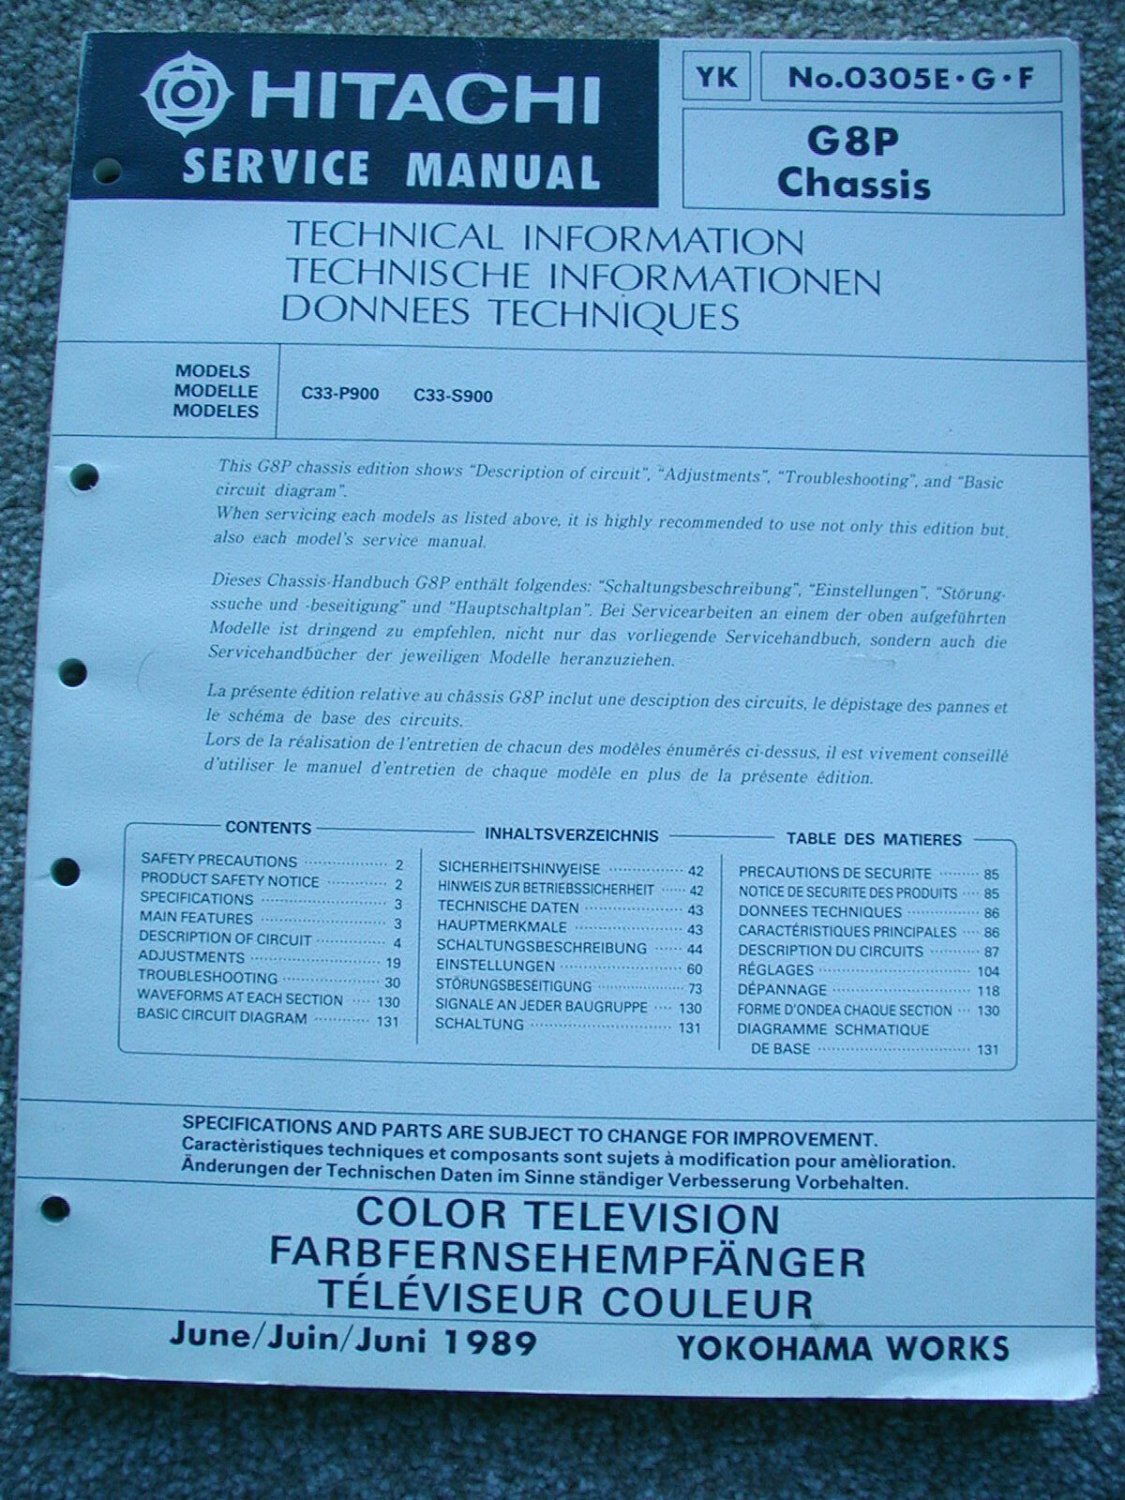 HITACHI
SERVICE MANUAL
YK
No.0305E·G·F
G8P
Chassis
TECHNICAL INFORMATION
TECHNISCHE INFORMATIONEN
DONNEES TECHNIQUES
MODELS
MODELLE
MODELES
C33-P900 C33-S900
This G8P chassis edition shows “Description of circuit”, “Adjustments”, “Troubleshooting”, and “Basic
circuit diagram”.
When servicing each models as listed above, it is highly recommended to use not only this edition but
also each model's service manual.
Dieses Chassis-Handbuch G8P enthält folgendes: “Schaltungsbeschreibung”, “Einstellungen”, “Störung-
ssuche und -beseitigung” und “Hauptschaltplan”. Bei Servicearbeiten an einem der oben aufgeführten
Modelle ist dringend zu empfehlen, nicht nur das vorliegende Servicehandbuch, sondern auch die
Servicehandbücher der jeweiligen Modelle heranzuziehen.
La présente édition relative au châssis G8P inclut une desciption des circuits, le dépistage des pannes et
le schéma de base des circuits.
Lors de la réalisation de l'entretien de chacun des modèles énumérés ci-dessus, il est vivement conseillé
d'utiliser le manuel d'entretien de chaque modèle en plus de la présente édition.
CONTENTS
SAFETY PRECAUTIONS ················ 2
PRODUCT SAFETY NOTICE ············ 2
SPECIFICATIONS ························ 3
MAIN FEATURES ························ 3
DESCRIPTION OF CIRCUIT ·············· 4
ADJUSTMENTS ························ 19
TROUBLESHOOTING ···················· 30
WAVEFORMS AT EACH SECTION ···· 130
BASIC CIRCUIT DIAGRAM ············ 131
INHALTSVERZEICHNIS
SICHERHEITSHINWEISE ················ 42
HINWEIS ZUR BETRIEBSSICHERHEIT ······ 42
TECHNISCHE DATEN ···················· 43
HAUPTMERKMALE ···················· 43
SCHALTUNGSBESCHREIBUNG ······ 44
EINSTELLUNGEN ························ 60
STÖRUNGSBESEITIGUNG ················ 73
SIGNALE AN JEDER BAUGRUPPE ···· 130
SCHALTUNG ···························· 131
TABLE DES MATIERES
PRECAUTIONS DE SECURITE ········· 85
NOTICE DE SECURITE DES PRODUITS ···· 85
DONNEES TECHNIQUES ················ 86
CARACTÉRISTIQUES PRINCIPALES ···· 86
DESCRIPTION DU CIRCUITS ·········· 87
RÉGLAGES ···························· 104
DÉPANNAGE ························ 118
FORME D'ONDEA CHAQUE SECTION ··· 130
DIAGRAMME SCHMATIQUE
DE BASE ···························· 131
SPECIFICATIONS AND PARTS ARE SUBJECT TO CHANGE FOR IMPROVEMENT.
Caractèristiques techniques et composants sont sujets à modification pour amèlioration.
Änderungen der Technischen Daten im Sinne ständiger Verbesserung Vorbehalten.
COLOR TELEVISION
FARBFERNSEHEMPFÄNGER
TÉLÉVISEUR COULEUR
June/Juin/Juni 1989 YOKOHAMA WORKS